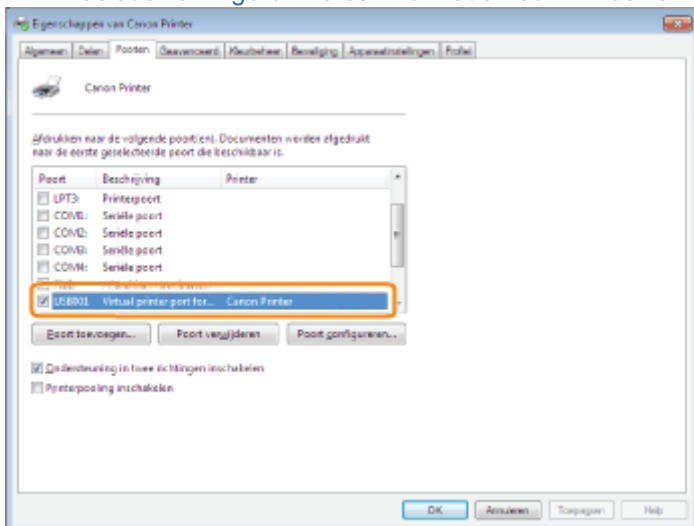 Eigenschappen van Canon Printer
Algemeen Delen Poorten Geavanceerd Kleurbeheer Beveiliging Apparaatinstellingen Profiel
Canon Printer
Afdrukken naar de volgende poort(en). Documenten worden afgedrukt
naar de eerste geselecteerde poort die beschikbaar is.
Poort Beschrijving Printer
LPT3: Printerpoort
COM1: Seriële poort
COM2: Seriële poort
COM3: Seriële poort
COM4: Seriële poort
USB001 Virtual printer port for... Canon Printer
Poort toevoegen... Poort verwijderen Poort configureren...
Ondersteuning in twee richtingen inschakelen
Printerpooling inschakelen
OK Annuleren Toepassen Help